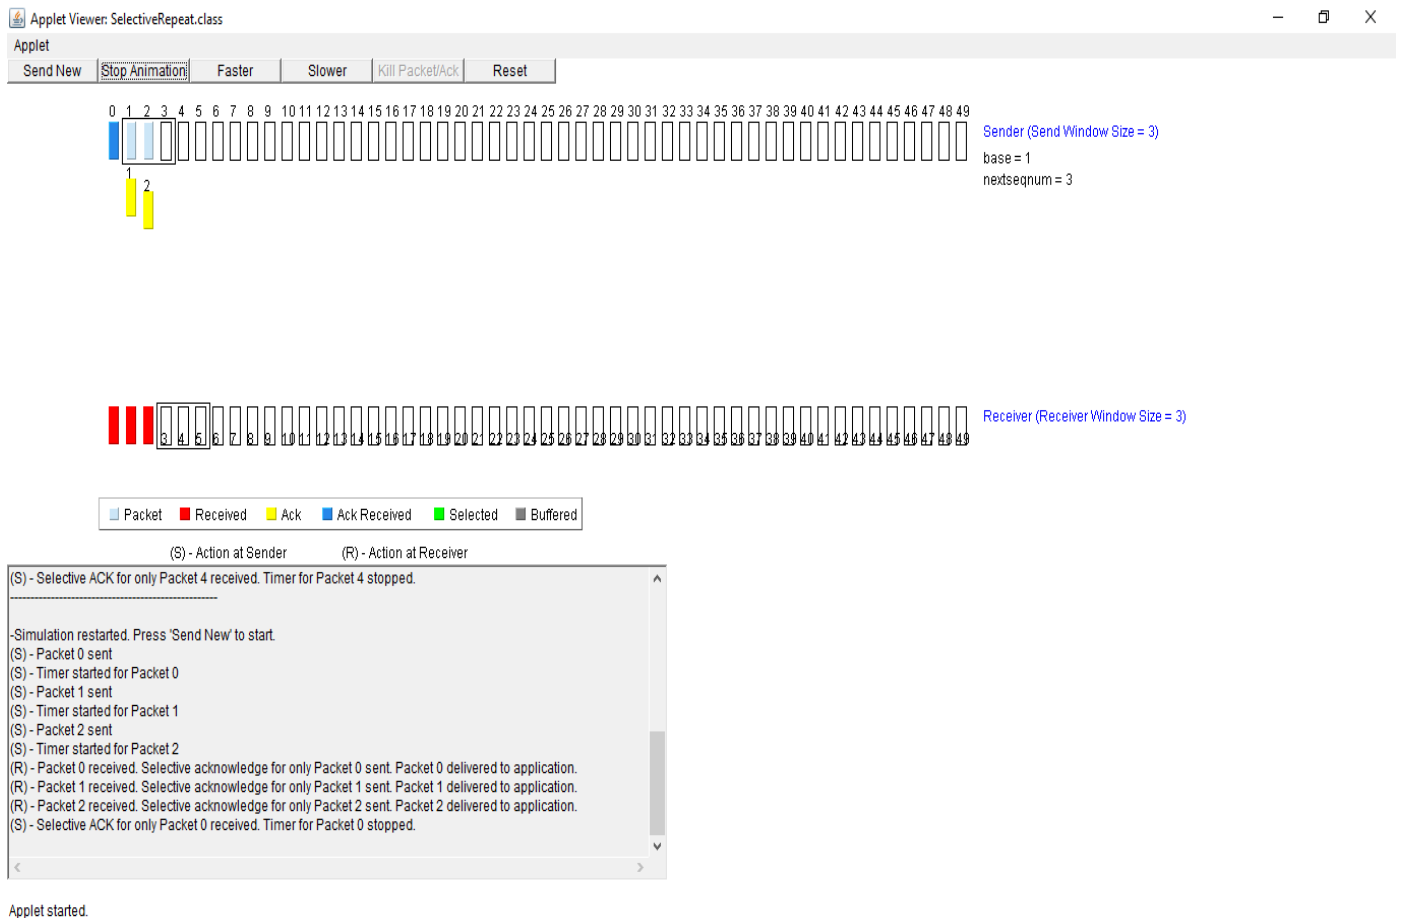 Applet Viewer: SelectiveRepeat.class
Applet
Send New Stop Animation Faster Slower Kill Packet/Ack Reset
0 1 2 3 4 5 6 7 8 9 10 11 12 13 14 15 16 17 18 19 20 21 22 23 24 25 26 27 28 29 30 31 32 33 34 35 36 37 38 39 40 41 42 43 44 45 46 47 48 49
Sender (Send Window Size = 3)
base = 1
nextseqnum = 3
1
2
Receiver (Receiver Window Size = 3)
3 4 5 6 7 8 9 10 11 12 13 14 15 16 17 18 19 20 21 22 23 24 25 26 27 28 29 30 31 32 33 34 35 36 37 38 39 40 41 42 43 44 45 46 47 48 49
Packet Received Ack Ack Received Selected Buffered
(S) - Action at Sender (R) - Action at Receiver
(S) - Selective ACK for only Packet 4 received. Timer for Packet 4 stopped.
----------------------------------------------------
-Simulation restarted. Press 'Send New' to start.
(S) - Packet 0 sent
(S) - Timer started for Packet 0
(S) - Packet 1 sent
(S) - Timer started for Packet 1
(S) - Packet 2 sent
(S) - Timer started for Packet 2
(R) - Packet 0 received. Selective acknowledge for only Packet 0 sent. Packet 0 delivered to application.
(R) - Packet 1 received. Selective acknowledge for only Packet 1 sent. Packet 1 delivered to application.
(R) - Packet 2 received. Selective acknowledge for only Packet 2 sent. Packet 2 delivered to application.
(S) - Selective ACK for only Packet 0 received. Timer for Packet 0 stopped.
Applet started.